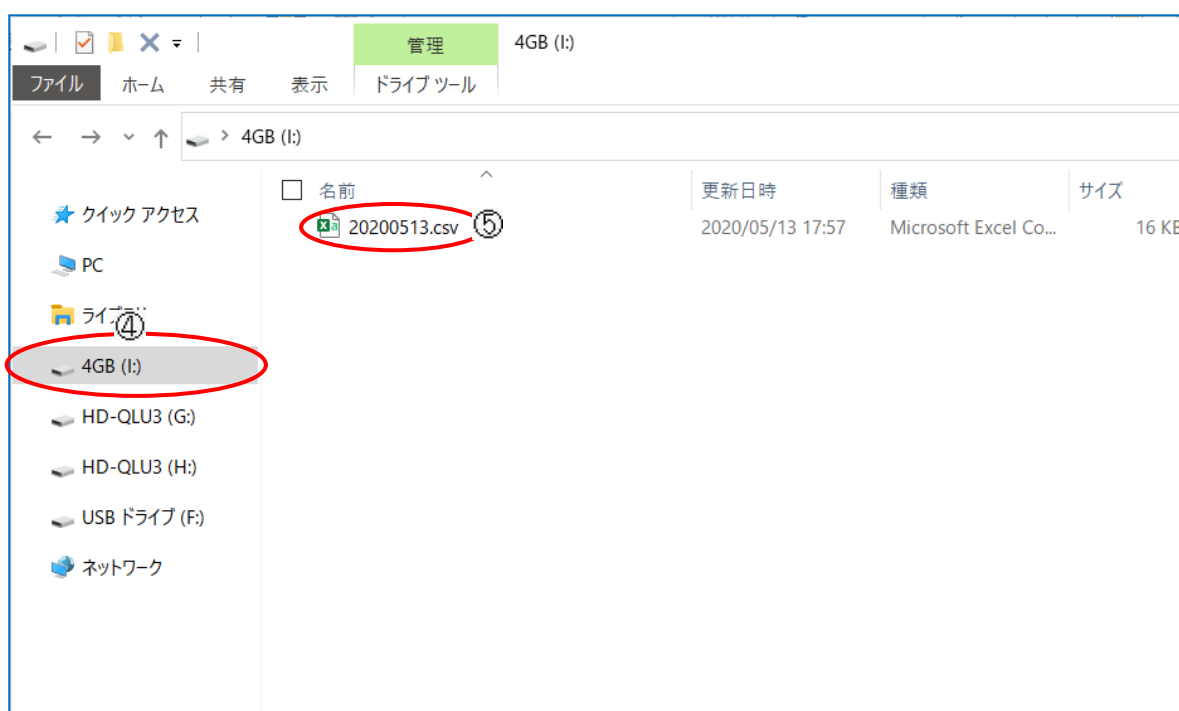 管理
4GB (I:)
ファイル ホーム 共有 表示 ドライブ ツール
4GB (I:)
名前 更新日時 種類 サイズ
20200513.csv ⑤ 2020/05/13 17:57 Microsoft Excel Co... 16 KB
クイック アクセス
PC
④
4GB (I:)
HD-QLU3 (G:)
HD-QLU3 (H:)
USB ドライブ (F:)
ネットワーク